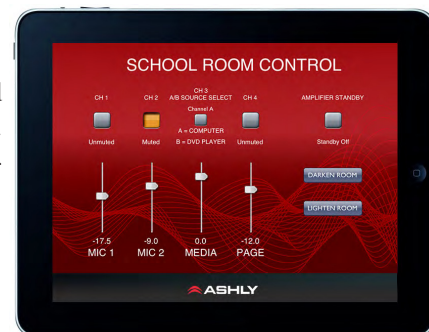 SCHOOL ROOM CONTROL
CH 1
CH 2
CH 3
A/B SOURCE SELECT
CH 4
AMPLIFIER STANDBY
Channel A
A = COMPUTER
B = DVD PLAYER
Unmuted
Muted
Unmuted
Standby Off
DARKEN ROOM
LIGHTEN ROOM
-17.5
-9.0
0.0
-12.0
MIC 1
MIC 2
MEDIA
PAGE
ASHLY